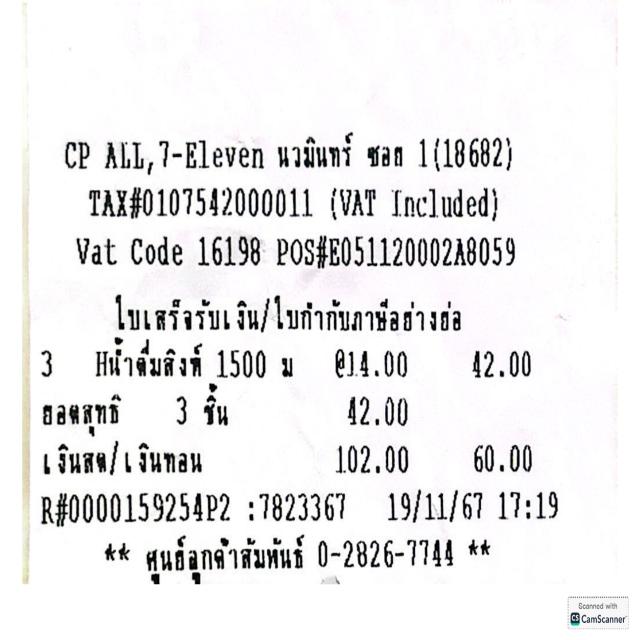 CP ALL,7-Eleven นวมินทร์ ซอย 1(18682)
TAX#0107542000011 (VAT Included)
Vat Code 16198 POS#E051120002A8059
ใบเสร็จรับเงิน/ใบกำกับภาษีอย่างย่อ
3 Hน้ำดื่มสิงห์ 1500 ม @14.00 42.00
ยอดสุทธิ 3 ชิ้น 42.00
เงินสด/เงินทอน 102.00 60.00
R#0000159254P2 :7823367 19/11/67 17:19
** ศูนย์ลูกค้าสัมพันธ์ 0-2826-7744 **
Scanned with
CS CamScanner